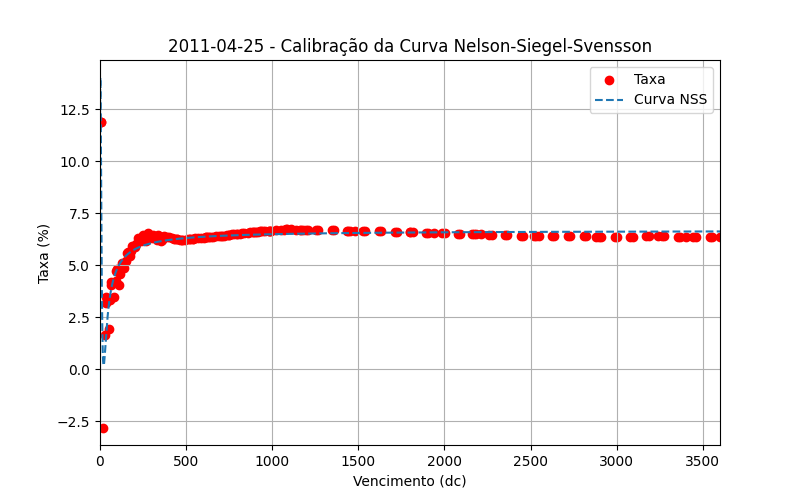 2011-04-25 - Calibração da Curva Nelson-Siegel-Svensson
Taxa
Curva NSS
12.5
10.0
7.5
5.0
2.5
0.0
−2.5
Taxa (%)
0 500 1000 1500 2000 2500 3000 3500
Vencimento (dc)